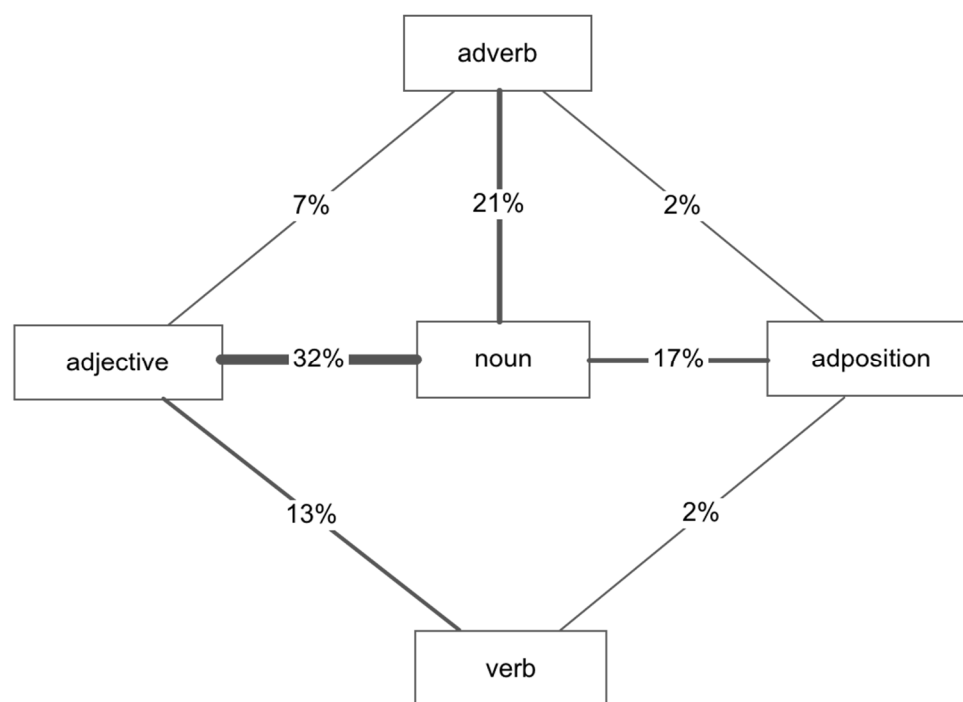 adverb
7%
21%
2%
adjective
32%
noun
17%
adposition
13%
2%
verb